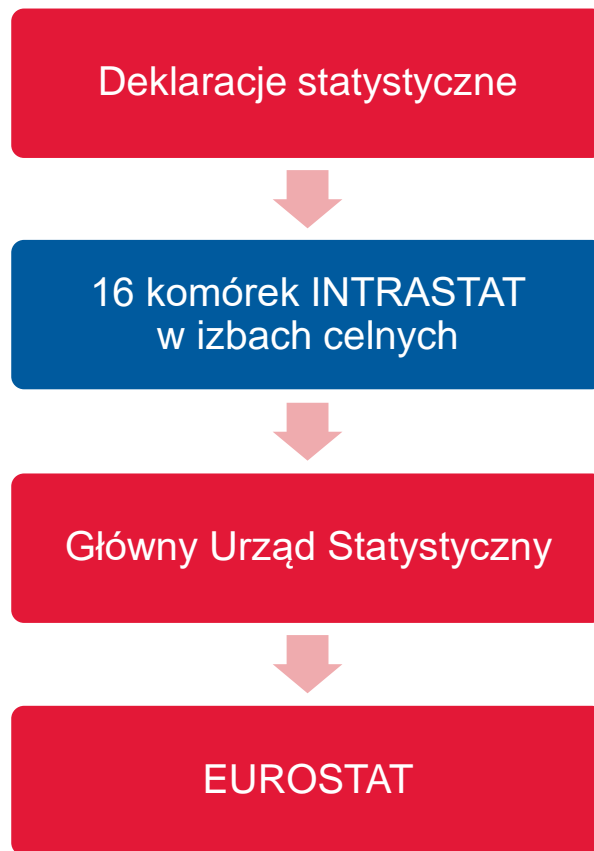 Deklaracje statystyczne
16 komórek INTRASTAT
w izbach celnych
Główny Urząd Statystyczny
EUROSTAT